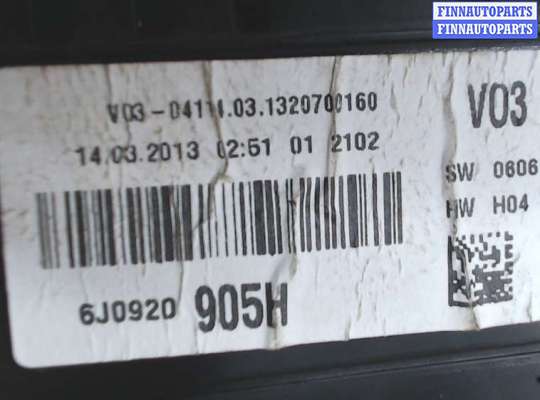 FINNAUTOPARTS
FINNAUTOPARTS
V03-04111.03.1320700160
V03
14.03.2013 02:51 01 2102
SW 0606
HW H04
6J0920 905H